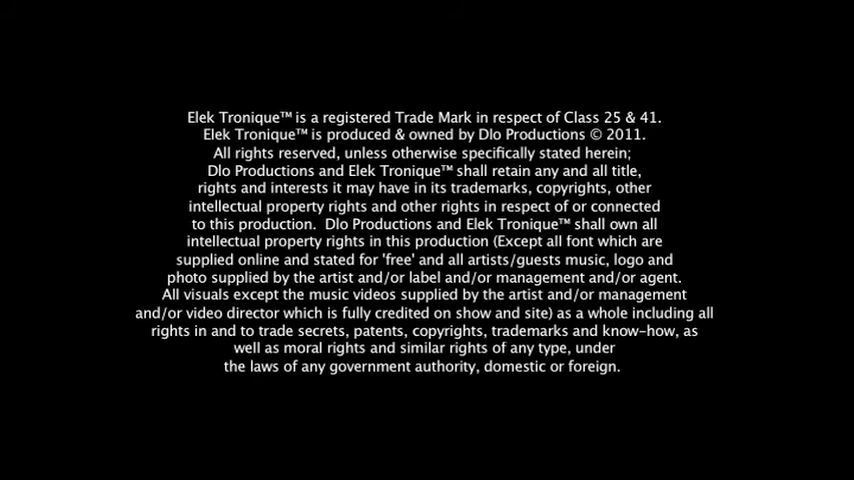 Elek Tronique™ is a registered Trade Mark in respect of Class 25 & 41.
Elek Tronique™ is produced & owned by Dlo Productions © 2011.
All rights reserved, unless otherwise specifically stated herein;
Dlo Productions and Elek Tronique™ shall retain any and all title,
rights and interests it may have in its trademarks, copyrights, other
intellectual property rights and other rights in respect of or connected
to this production.  Dlo Productions and Elek Tronique™ shall own all
intellectual property rights in this production (Except all font which are
supplied online and stated for 'free' and all artists/guests music, logo and
photo supplied by the artist and/or label and/or management and/or agent.
All visuals except the music videos supplied by the artist and/or management
and/or video director which is fully credited on show and site) as a whole including all
rights in and to trade secrets, patents, copyrights, trademarks and know-how, as
well as moral rights and similar rights of any type, under
the laws of any government authority, domestic or foreign.